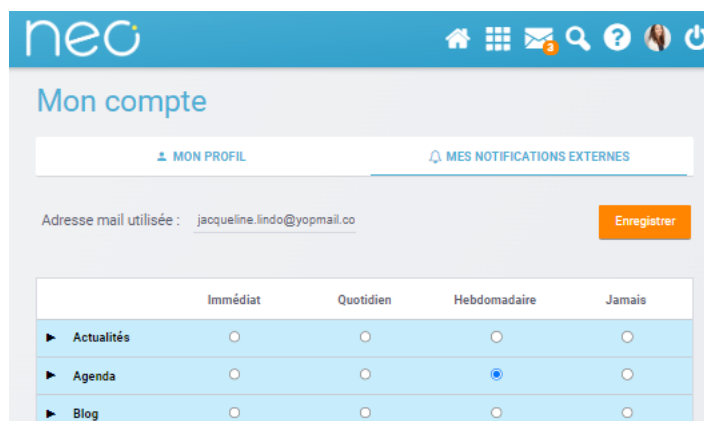 neo
3
Mon compte
MON PROFIL
MES NOTIFICATIONS EXTERNES
Adresse mail utilisée : jacqueline.lindo@yopmail.co
Enregistrer
Immédiat Quotidien Hebdomadaire Jamais
Actualités
Agenda
Blog